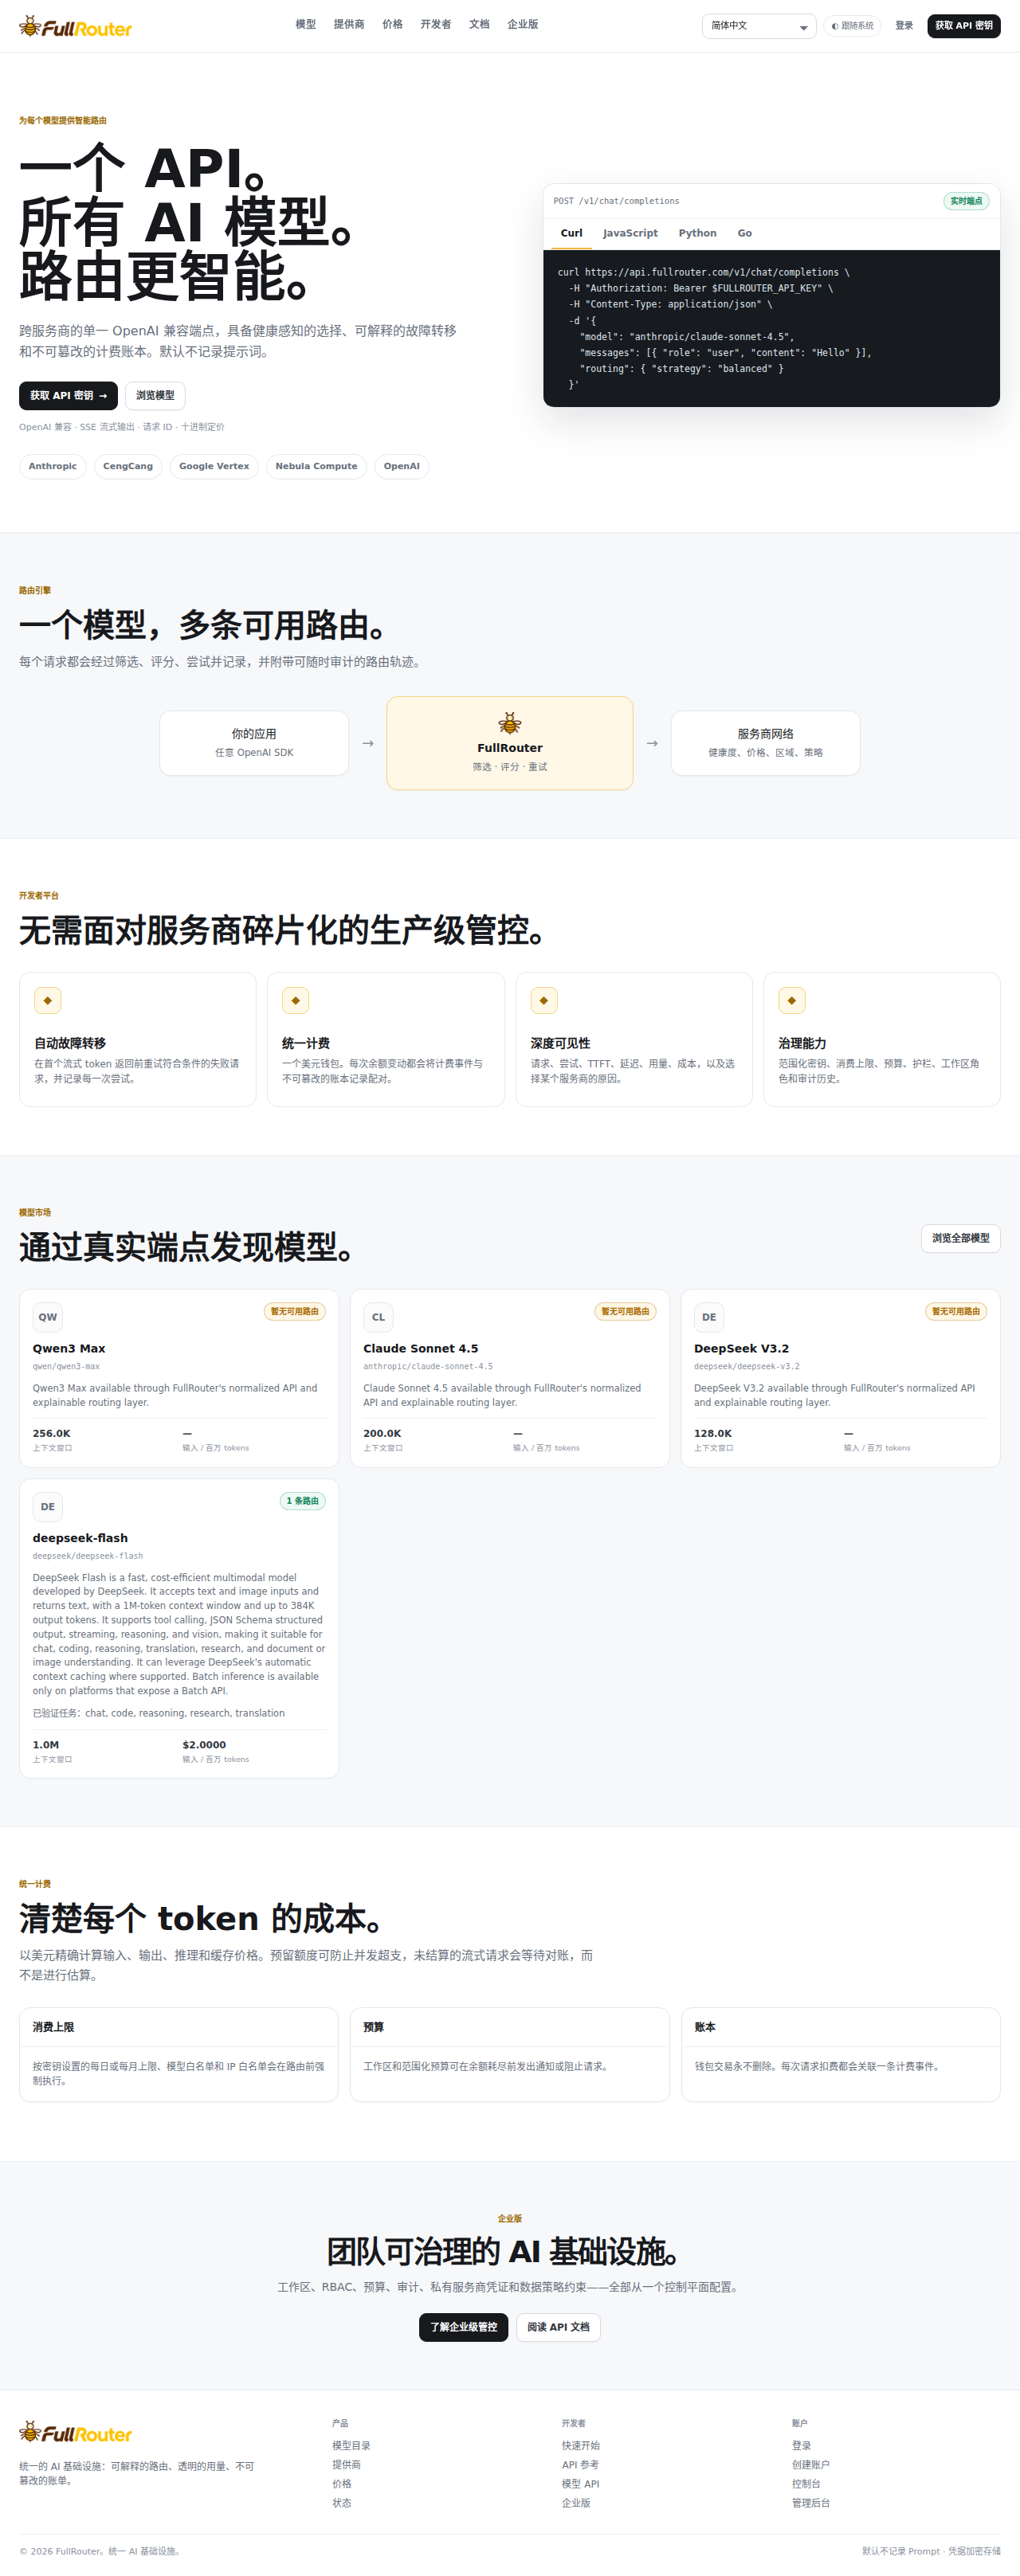 FullRouter
模型 提供商 价格 开发者 文档 企业版
简体中文
◐ 跟随系统
登录
获取 API 密钥
为每个模型提供智能路由
一个 API。
所有 AI 模型。
路由更智能。
跨服务商的单一 OpenAI 兼容端点，具备健康感知的选择、可解释的故障转移
和不可篡改的计费账本。默认不记录提示词。
获取 API 密钥 →
浏览模型
OpenAI 兼容 · SSE 流式输出 · 请求 ID · 十进制定价
Anthropic
CengCang
Google Vertex
Nebula Compute
OpenAI
POST /v1/chat/completions
实时端点
Curl JavaScript Python Go
curl https://api.fullrouter.com/v1/chat/completions \
-H "Authorization: Bearer $FULLROUTER_API_KEY" \
-H "Content-Type: application/json" \
-d '{
"model": "anthropic/claude-sonnet-4.5",
"messages": [{ "role": "user", "content": "Hello" }],
"routing": { "strategy": "balanced" }
}'
路由引擎
一个模型，多条可用路由。
每个请求都会经过筛选、评分、尝试并记录，并附带可随时审计的路由轨迹。
你的应用
任意 OpenAI SDK
→
FullRouter
筛选 · 评分 · 重试
→
服务商网络
健康度、价格、区域、策略
开发者平台
无需面对服务商碎片化的生产级管控。
自动故障转移
在首个流式 token 返回前重试符合条件的失败请
求，并记录每一次尝试。
统一计费
一个美元钱包。每次余额变动都会将计费事件与
不可篡改的账本记录配对。
深度可见性
请求、尝试、TTFT、延迟、用量、成本，以及选
择某个服务商的原因。
治理能力
范围化密钥、消费上限、预算、护栏、工作区角
色和审计历史。
模型市场
通过真实端点发现模型。
浏览全部模型
QW
暂无可用路由
Qwen3 Max
qwen/qwen3-max
Qwen3 Max available through FullRouter's normalized API and
explainable routing layer.
256.0K
上下文窗口
—
输入 / 百万 tokens
CL
暂无可用路由
Claude Sonnet 4.5
anthropic/claude-sonnet-4.5
Claude Sonnet 4.5 available through FullRouter's normalized
API and explainable routing layer.
200.0K
上下文窗口
—
输入 / 百万 tokens
DE
暂无可用路由
DeepSeek V3.2
deepseek/deepseek-v3.2
DeepSeek V3.2 available through FullRouter's normalized API
and explainable routing layer.
128.0K
上下文窗口
—
输入 / 百万 tokens
DE
1 条路由
deepseek-flash
deepseek/deepseek-flash
DeepSeek Flash is a fast, cost-efficient multimodal model
developed by DeepSeek. It accepts text and image inputs and
returns text, with a 1M-token context window and up to 384K
output tokens. It supports tool calling, JSON Schema structured
output, streaming, reasoning, and vision, making it suitable for
chat, coding, reasoning, translation, research, and document or
image understanding. It can leverage DeepSeek's automatic
context caching where supported. Batch inference is available
only on platforms that expose a Batch API.
已验证任务：chat, code, reasoning, research, translation
1.0M
上下文窗口
$2.0000
输入 / 百万 tokens
统一计费
清楚每个 token 的成本。
以美元精确计算输入、输出、推理和缓存价格。预留额度可防止并发超支，未结算的流式请求会等待对账，而
不是进行估算。
消费上限
按密钥设置的每日或每月上限、模型白名单和 IP 白名单会在路由前强
制执行。
预算
工作区和范围化预算可在余额耗尽前发出通知或阻止请求。
账本
钱包交易永不删除。每次请求扣费都会关联一条计费事件。
企业版
团队可治理的 AI 基础设施。
工作区、RBAC、预算、审计、私有服务商凭证和数据策略约束——全部从一个控制平面配置。
了解企业级管控
阅读 API 文档
FullRouter
统一的 AI 基础设施：可解释的路由、透明的用量、不可
篡改的账单。
产品
模型目录
提供商
价格
状态
开发者
快速开始
API 参考
模型 API
企业版
账户
登录
创建账户
控制台
管理后台
© 2026 FullRouter。统一 AI 基础设施。
默认不记录 Prompt · 凭据加密存储